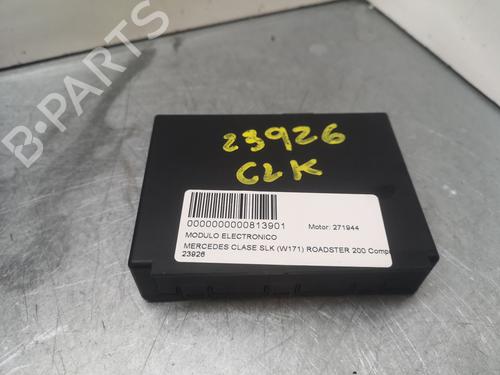 B-PARTS
23926
CLK
0000000000813901
Motor: 271944
MODULO ELECTRONICO
MERCEDES CLASE SLK (W171) ROADSTER 200 Comp
23926